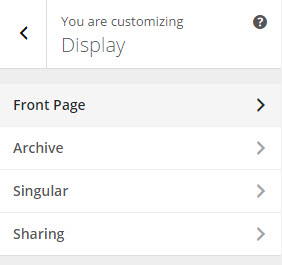 You are customizing
Display
Front Page
Archive
Singular
Sharing